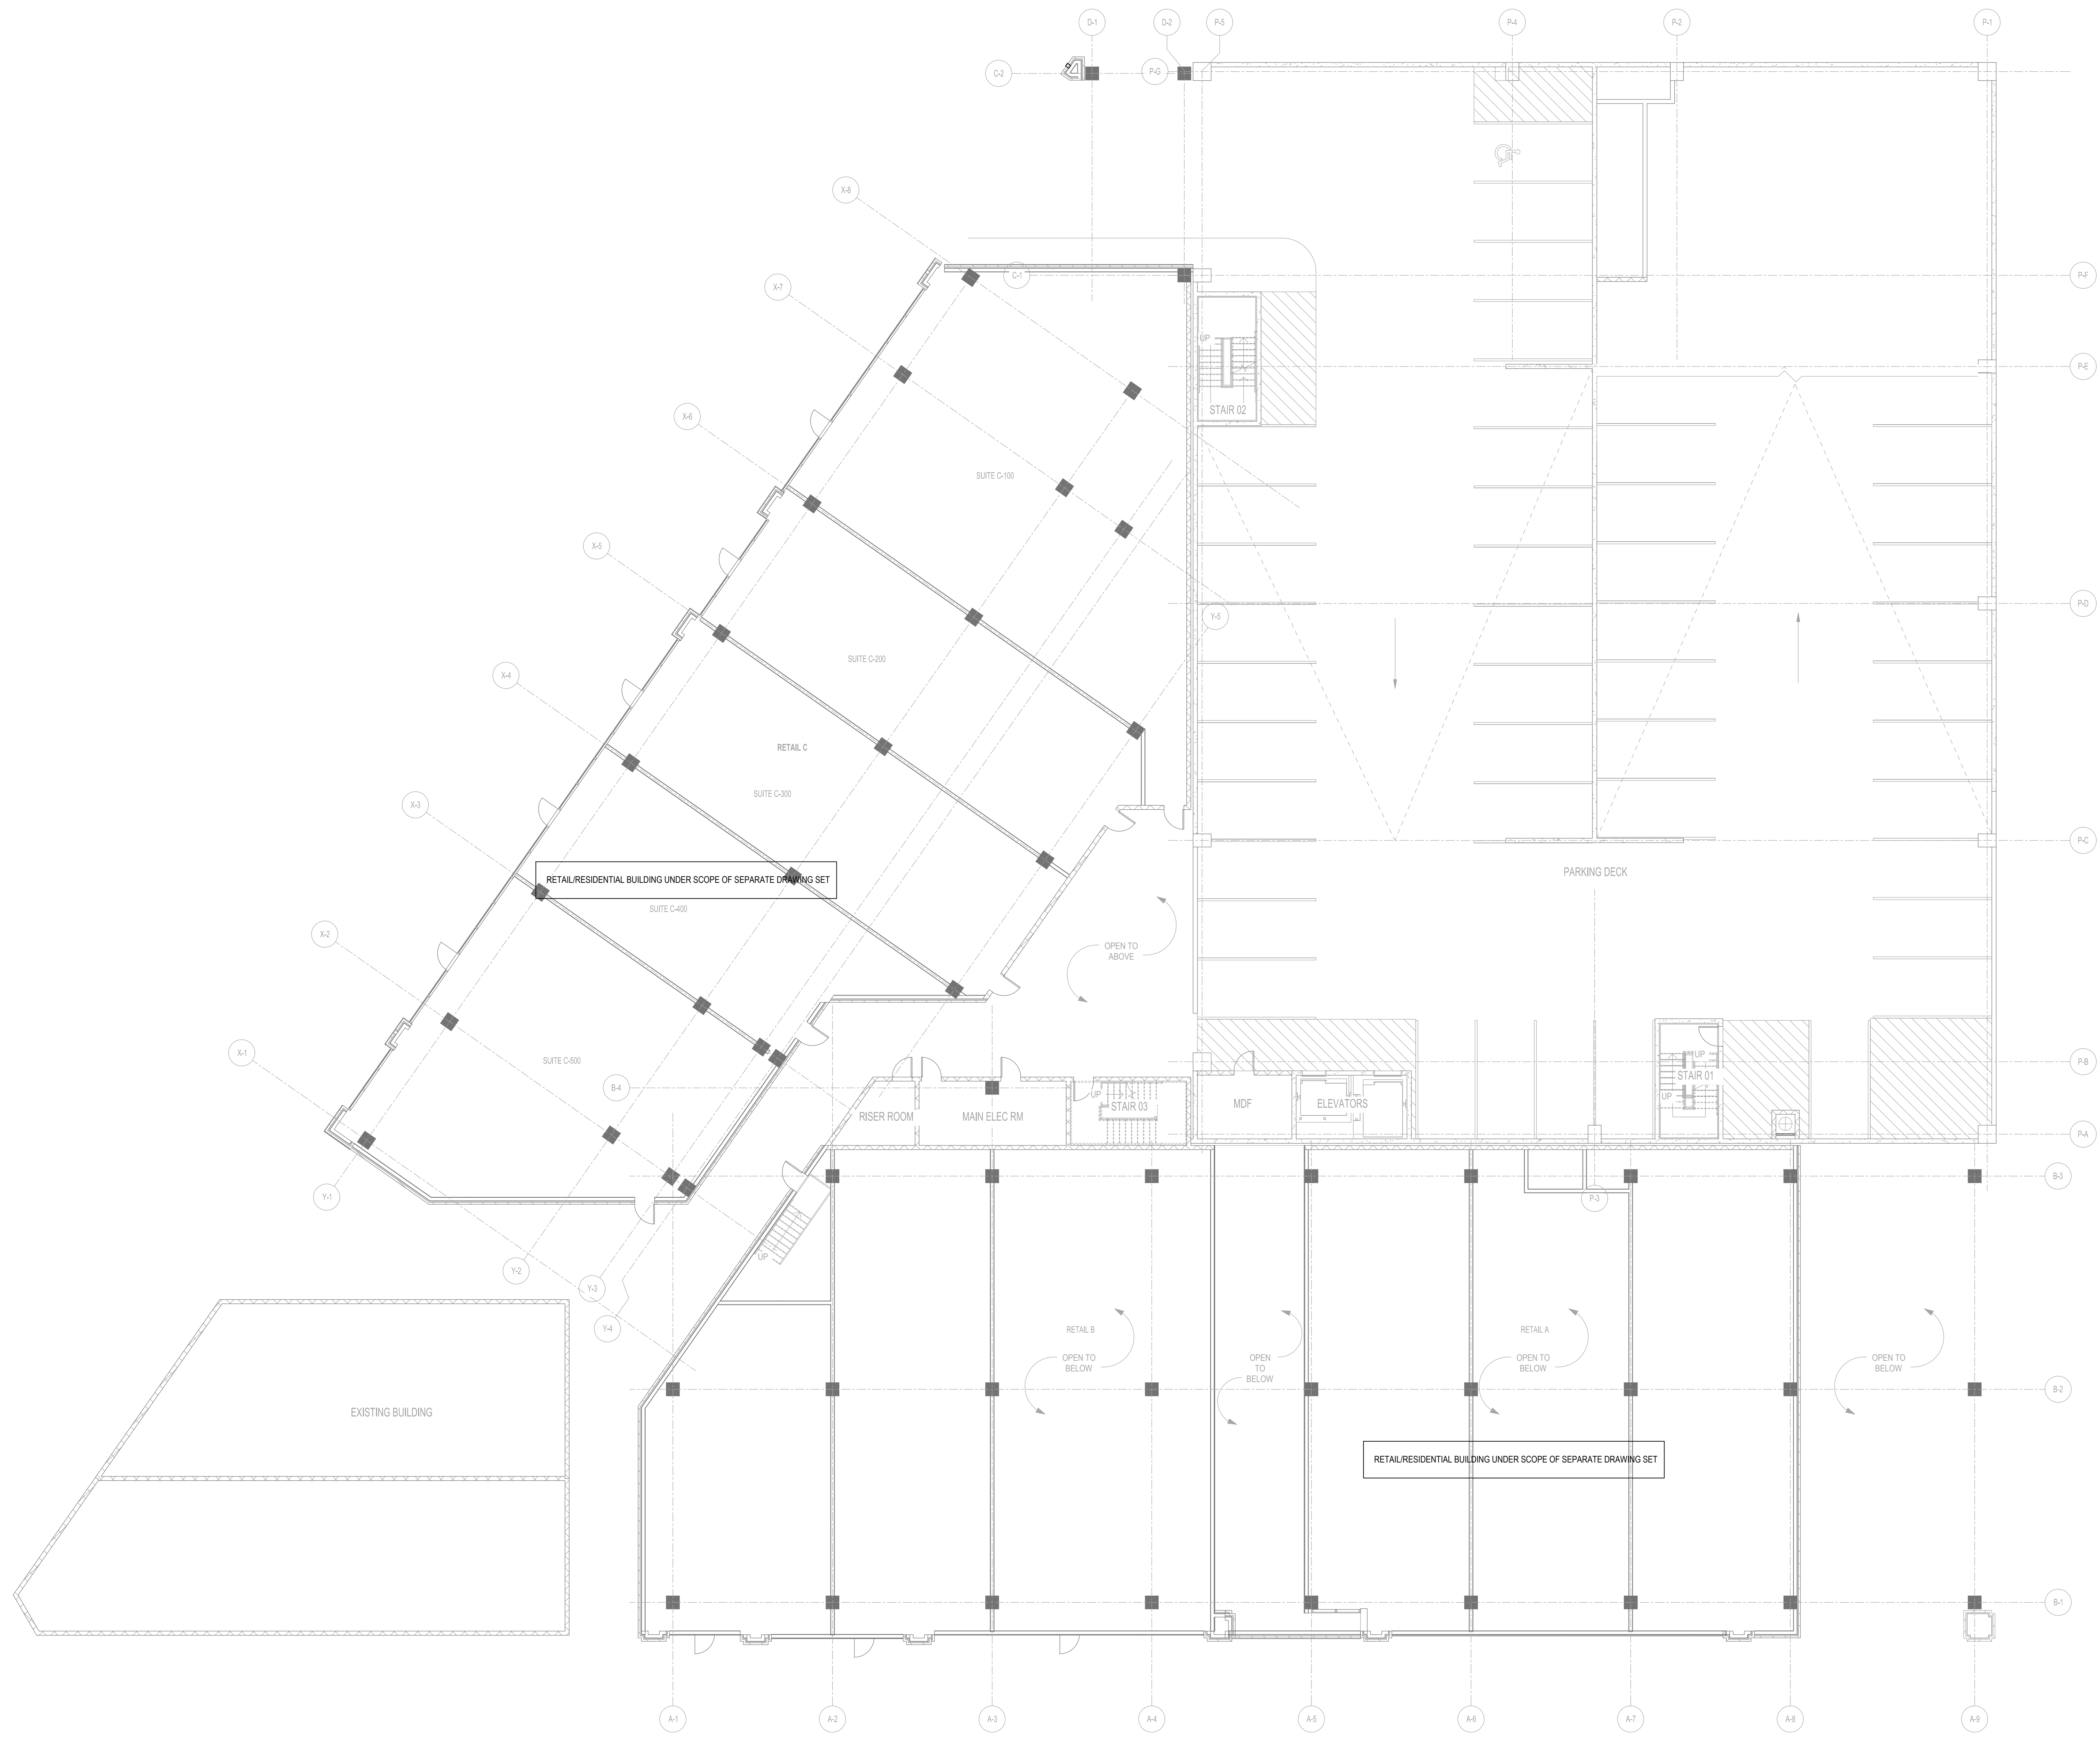 D-1
D-2
P-5
P-4
P-2
P-1
C-2
P-G
X-8
C-1
P-F
X-7
UP
P-E
X-6
STAIR 02
SUITE C-100
X-5
P-D
Y-5
SUITE C-200
X-4
RETAIL C
SUITE C-300
X-3
P-C
PARKING DECK
RETAIL/RESIDENTIAL BUILDING UNDER SCOPE OF SEPARATE DRAWING SET
SUITE C-400
X-2
OPEN TO
ABOVE
X-1
SUITE C-500
UP
P-B
STAIR 01
B-4
UP
UP
RISER ROOM
MAIN ELEC RM
STAIR 03
MDF
ELEVATORS
P-A
B-3
Y-1
P-3
UP
Y-2
Y-3
Y-4
RETAIL B
OPEN TO
BELOW
OPEN
TO
BELOW
RETAIL A
OPEN TO
BELOW
OPEN TO
BELOW
B-2
EXISTING BUILDING
RETAIL/RESIDENTIAL BUILDING UNDER SCOPE OF SEPARATE DRAWING SET
B-1
A-1
A-2
A-3
A-4
A-5
A-6
A-7
A-8
A-9